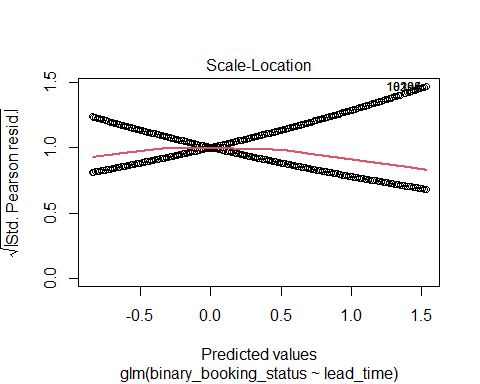 Scale-Location
√|Std. Pearson resid.|
1.5
1.0
0.5
0.0
-0.5 0.0 0.5 1.0 1.5
Predicted values
glm(binary_booking_status ~ lead_time)